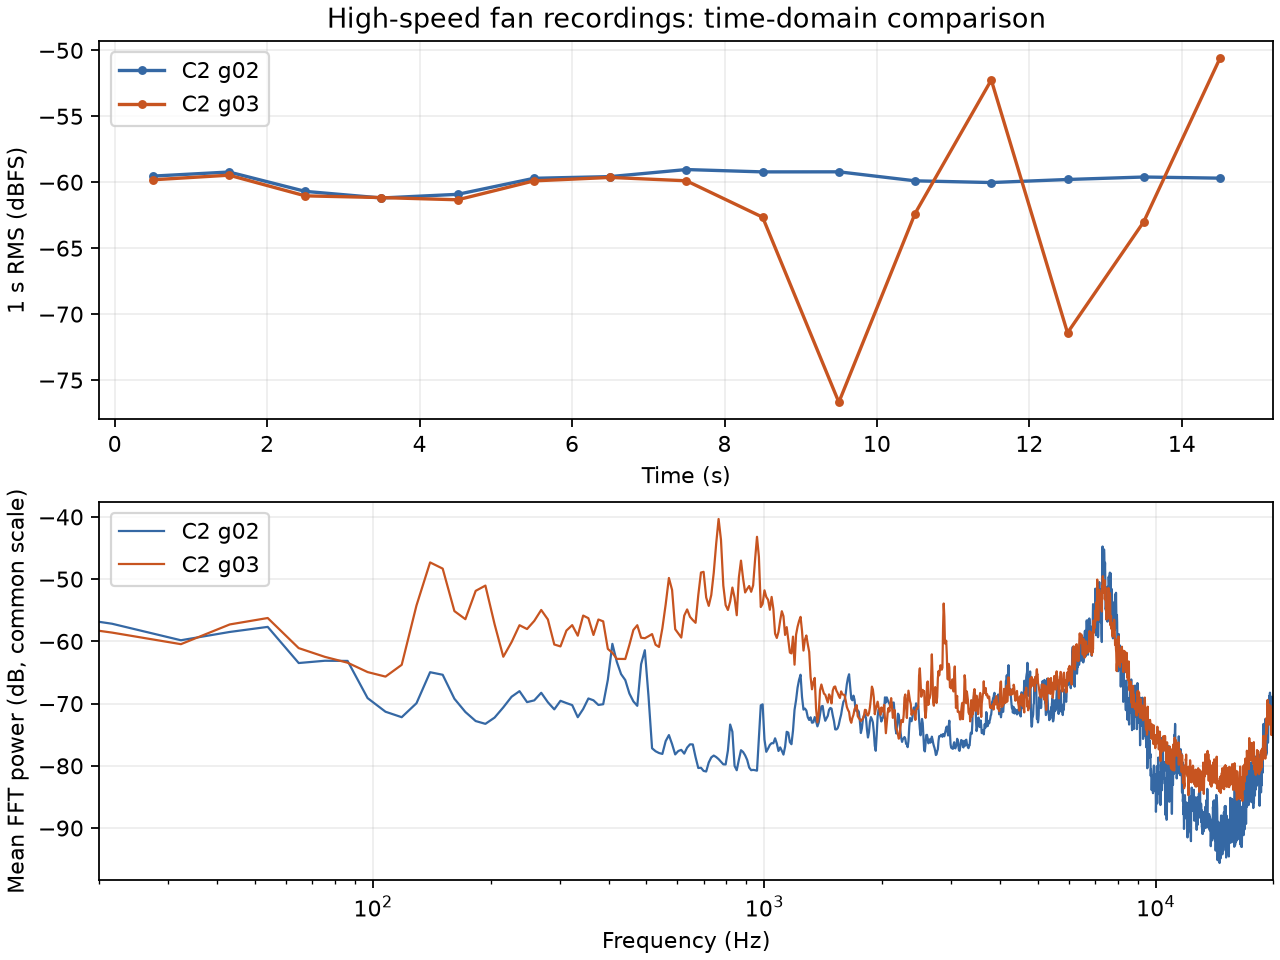 High-speed fan recordings: time-domain comparison
−50
−55
−60
−65
−70
−75
1 s RMS (dBFS)
C2 g02
C2 g03
0 2 4 6 8 10 12 14
Time (s)
−40
−50
−60
−70
−80
−90
Mean FFT power (dB, common scale)
C2 g02
C2 g03
10² 10³ 10⁴
Frequency (Hz)